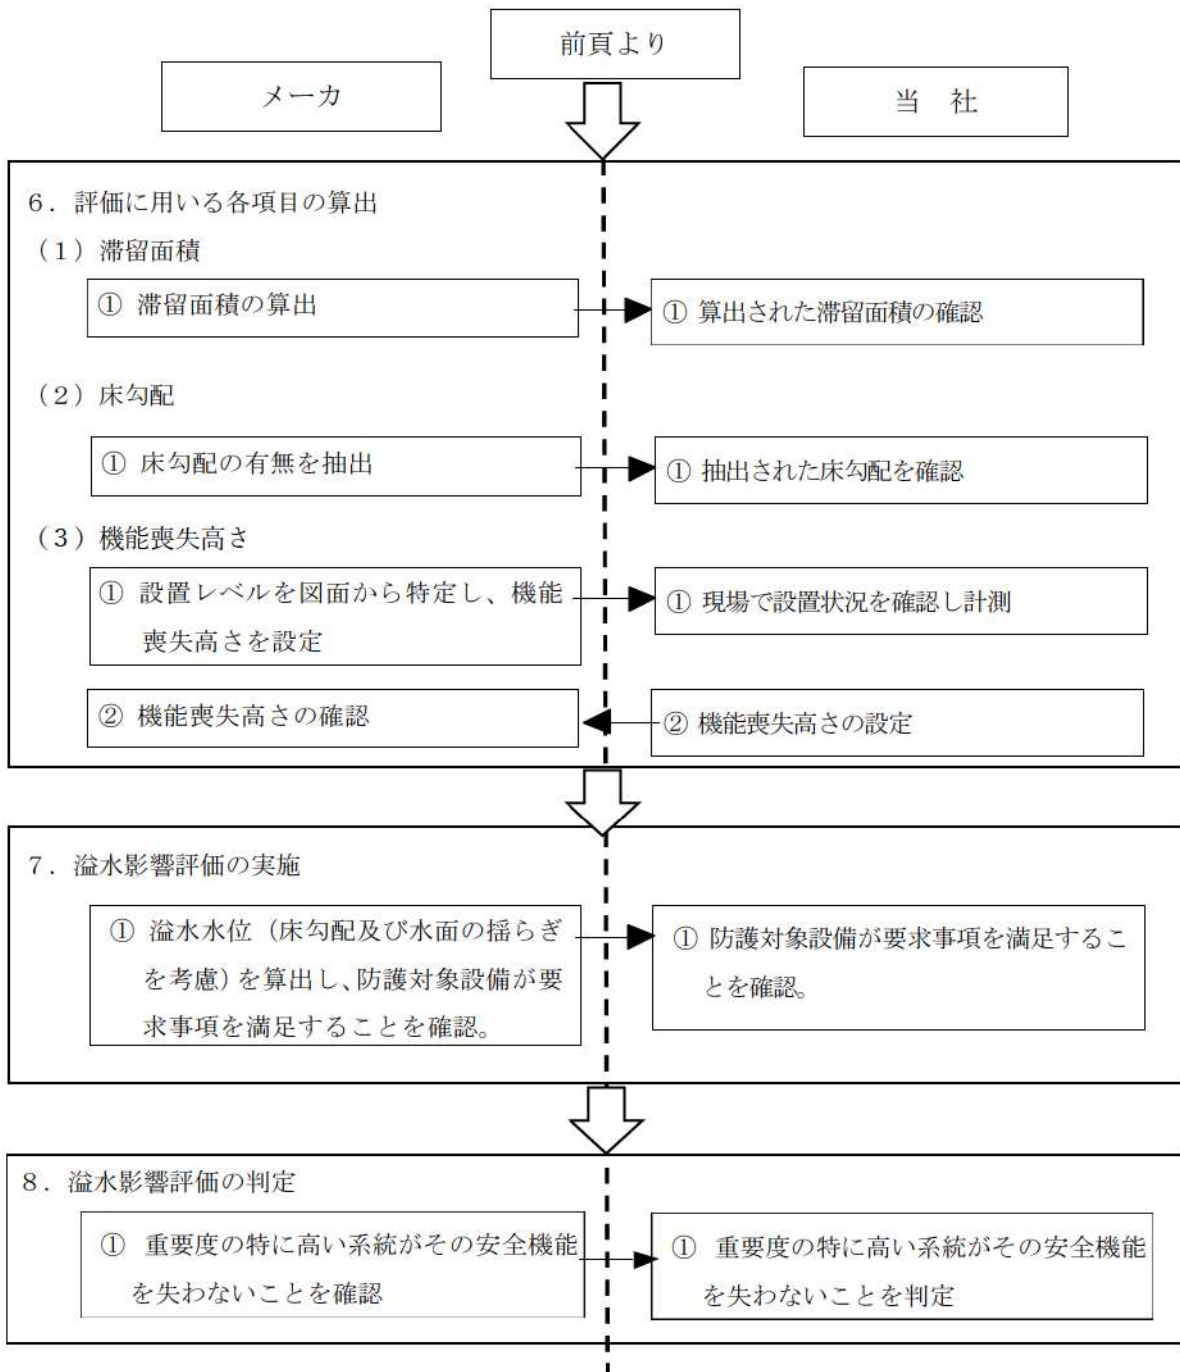 前頁より
メーカ
当 社
６．評価に用いる各項目の算出
（１）滞留面積
① 滞留面積の算出
① 算出された滞留面積の確認
（２）床勾配
① 床勾配の有無を抽出
① 抽出された床勾配を確認
（３）機能喪失高さ
① 設置レベルを図面から特定し、機能
喪失高さを設定
① 現場で設置状況を確認し計測
② 機能喪失高さの確認
② 機能喪失高さの設定
７．溢水影響評価の実施
① 溢水水位（床勾配及び水面の揺らぎ
を考慮）を算出し、防護対象設備が要
求事項を満足することを確認。
① 防護対象設備が要求事項を満足するこ
とを確認。
８．溢水影響評価の判定
① 重要度の特に高い系統がその安全機能
を失わないことを確認
① 重要度の特に高い系統がその安全機能
を失わないことを判定